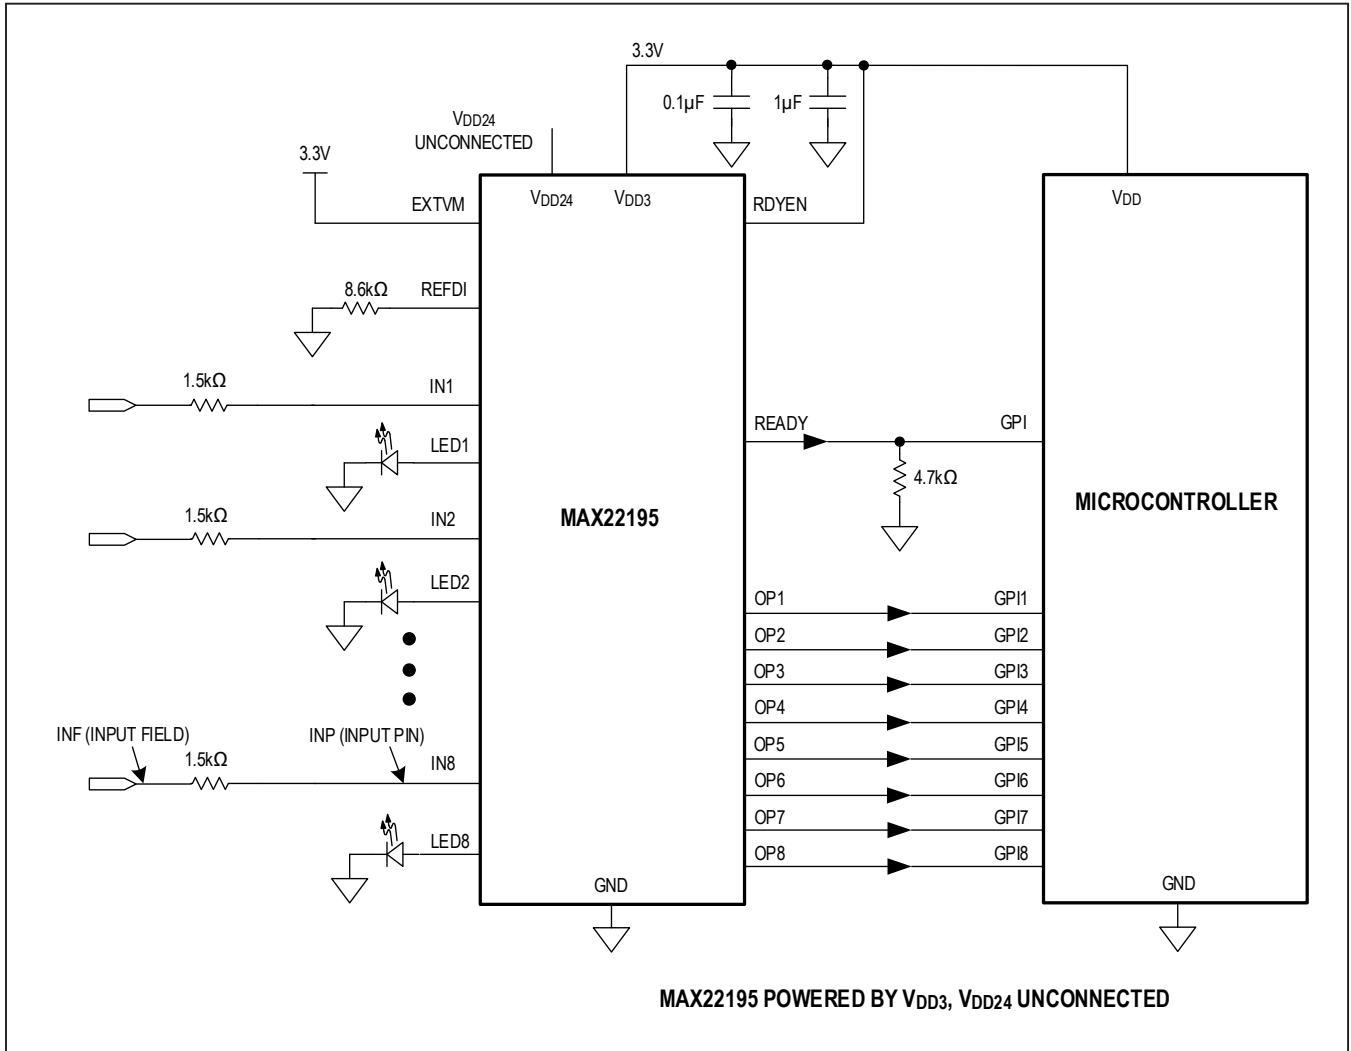 3.3V
0.1µF
1µF
VDD24
UNCONNECTED
3.3V
VDD24
VDD3
VDD
EXTVM
RDYEN
8.6kΩ
REFDI
1.5kΩ
IN1
READY
GPI
LED1
4.7kΩ
MAX22195
MICROCONTROLLER
1.5kΩ
IN2
LED2
OP1
GPI1
OP2
GPI2
OP3
GPI3
OP4
GPI4
INF (INPUT FIELD)
INP (INPUT PIN)
OP5
GPI5
1.5kΩ
IN8
OP6
GPI6
OP7
GPI7
LED8
OP8
GPI8
GND
GND
MAX22195 POWERED BY VDD3, VDD24 UNCONNECTED